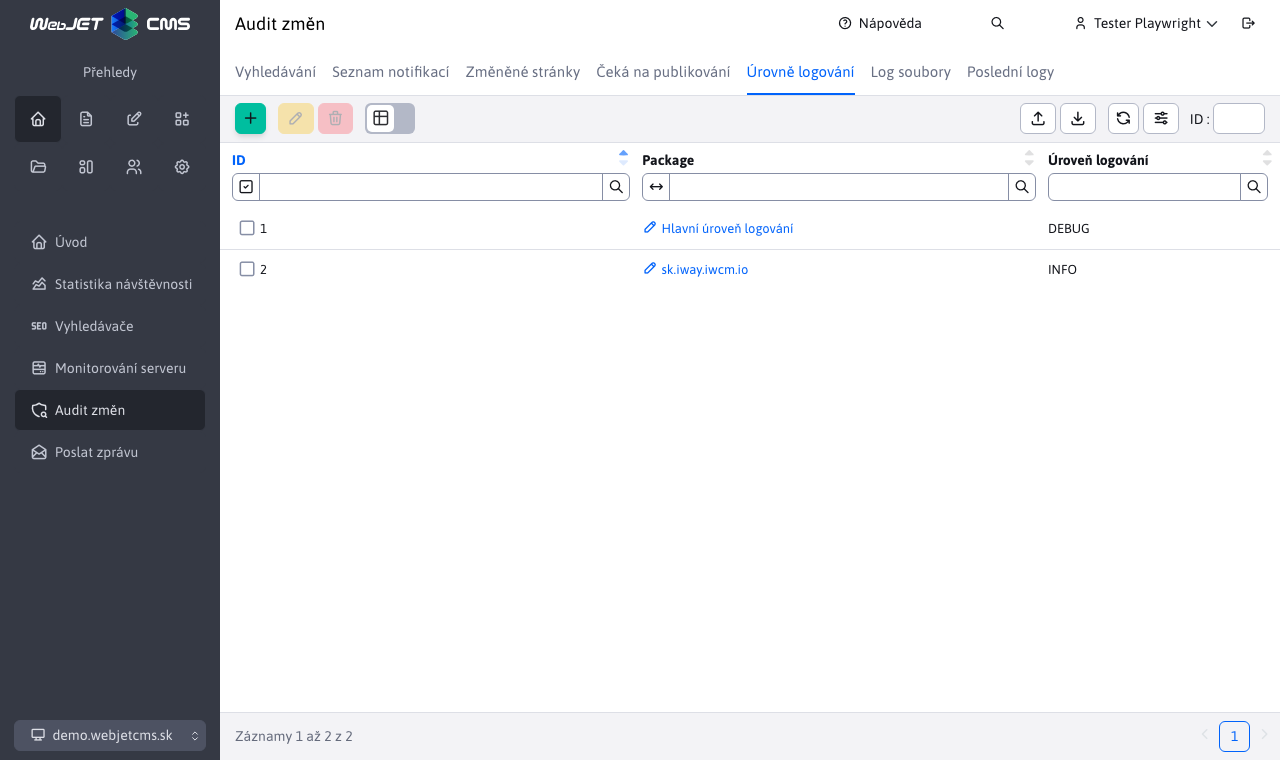 WebJET CMS
Přehledy
Úvod
Statistika návštěvnosti
SEO Vyhledávače
Monitorování serveru
Audit změn
Poslat zprávu
demo.webjetcms.sk
Audit změn
Nápověda
Tester Playwright
Vyhledávání Seznam notifikací Změněné stránky Čeká na publikování Úrovně logování Log soubory Poslední logy
ID :
ID Package Úroveň logování
1 Hlavní úroveň logování DEBUG
2 sk.iway.iwcm.io INFO
Záznamy 1 až 2 z 2
1